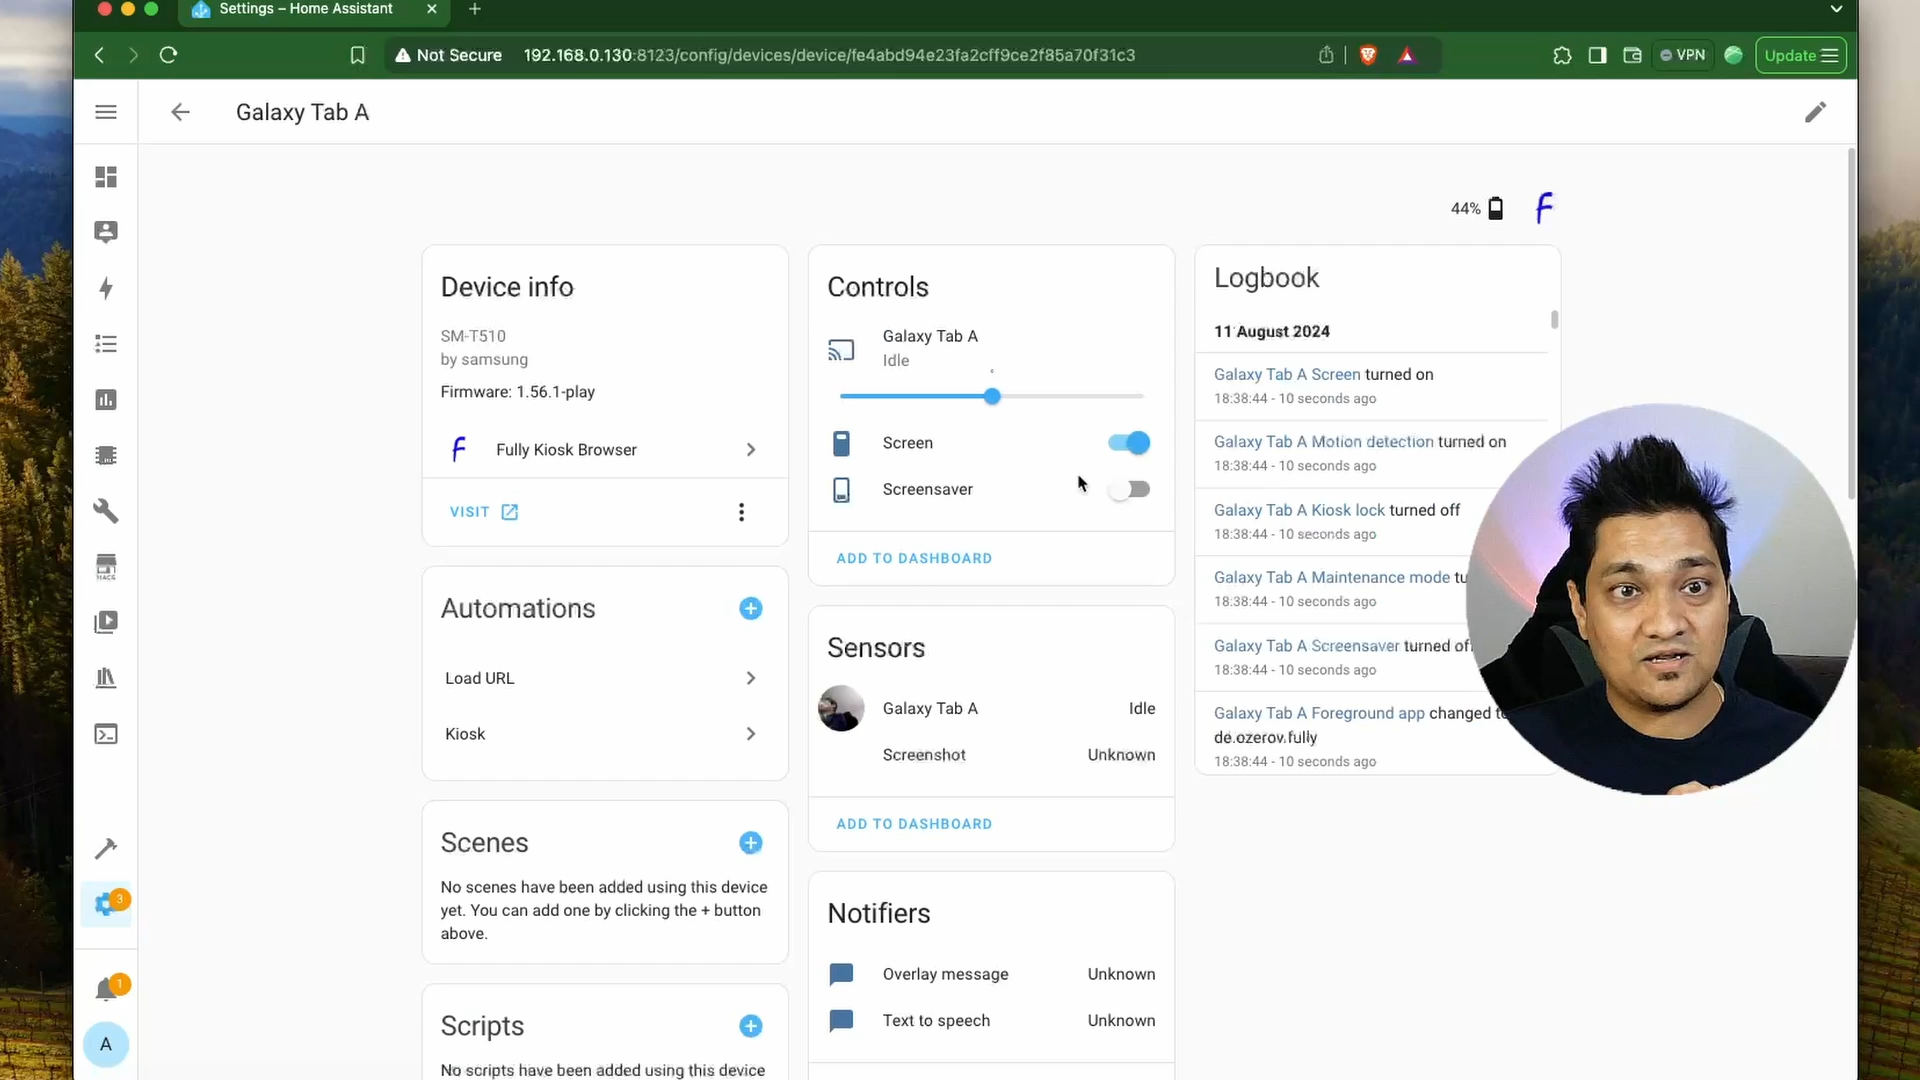 Settings – Home Assistant
Not Secure 192.168.0.130:8123/config/devices/device/fe4abd94e23fa2cff9ce2f85a70f31c3
VPN
Update
Galaxy Tab A
44%
Device info
SM-T510
by samsung
Firmware: 1.56.1-play
Fully Kiosk Browser
VISIT
Automations
Load URL
Kiosk
Scenes
No scenes have been added using this device
yet. You can add one by clicking the + button
above.
Scripts
No scripts have been added using this device
Controls
Galaxy Tab A
Idle
Screen
Screensaver
ADD TO DASHBOARD
Sensors
Galaxy Tab A Idle
Screenshot Unknown
ADD TO DASHBOARD
Notifiers
Overlay message Unknown
Text to speech Unknown
Logbook
11 August 2024
Galaxy Tab A Screen turned on
18:38:44 - 10 seconds ago
Galaxy Tab A Motion detection turned on
18:38:44 - 10 seconds ago
Galaxy Tab A Kiosk lock turned off
18:38:44 - 10 seconds ago
Galaxy Tab A Maintenance mode tu
18:38:44 - 10 seconds ago
Galaxy Tab A Screensaver turned of
18:38:44 - 10 seconds ago
Galaxy Tab A Foreground app changed to
de.ozerov.fully
18:38:44 - 10 seconds ago
HACS
3
1
A